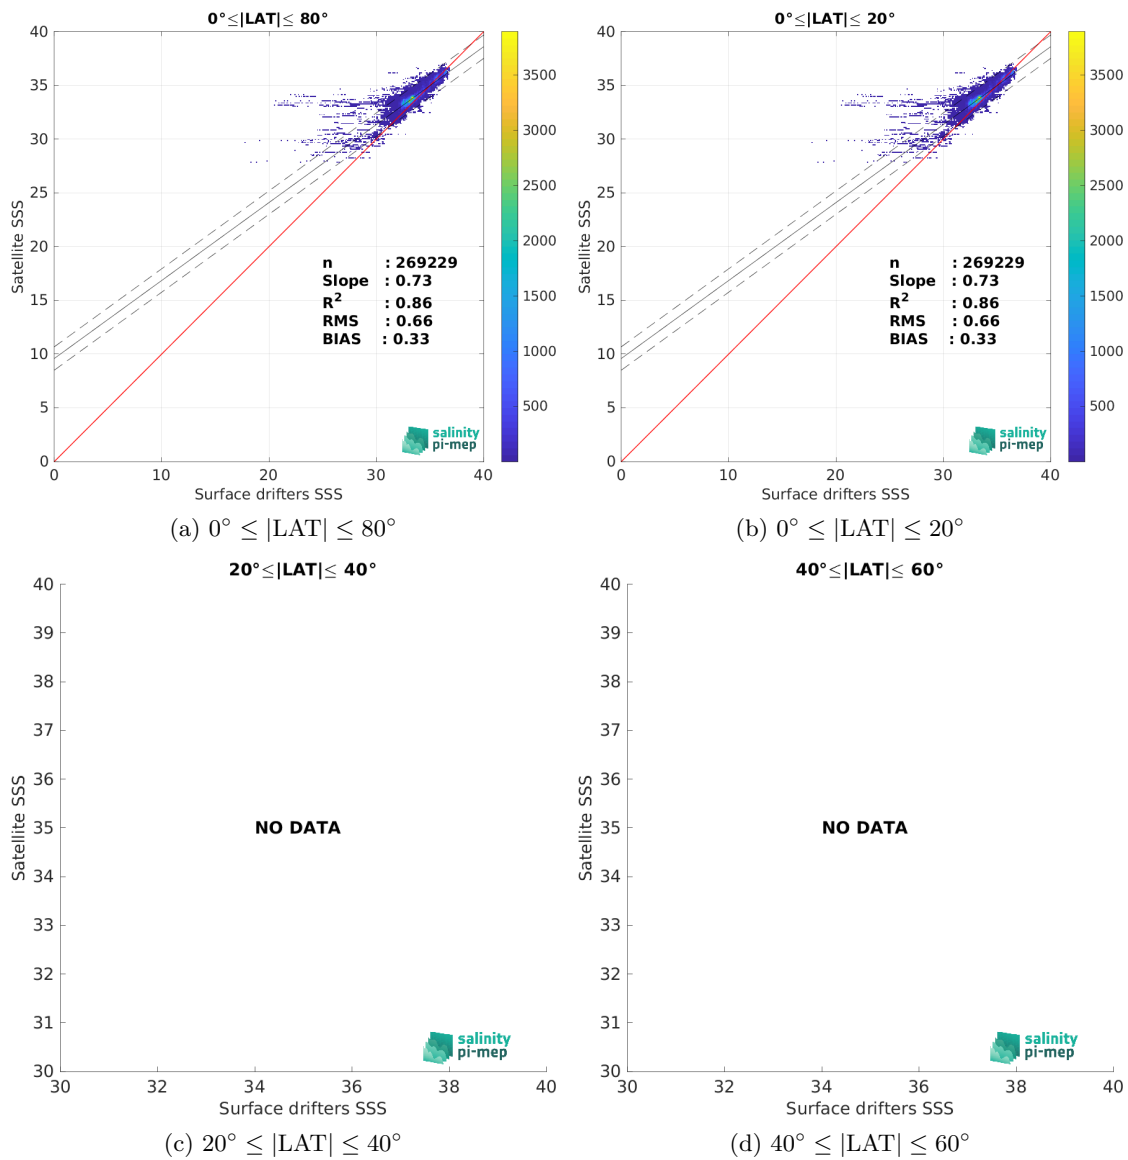 0°≤|LAT|≤ 80°
40
35
30
25
20
15
10
5
0
Satellite SSS
0
10
20
30
40
Surface drifters SSS
n : 269229
Slope : 0.73
R² : 0.86
RMS : 0.66
BIAS : 0.33
salinity
pi-mep
3500
3000
2500
2000
1500
1000
500
(a) 0° ≤ |LAT| ≤ 80°
0°≤|LAT|≤ 20°
40
35
30
25
20
15
10
5
0
Satellite SSS
0
10
20
30
40
Surface drifters SSS
n : 269229
Slope : 0.73
R² : 0.86
RMS : 0.66
BIAS : 0.33
salinity
pi-mep
3500
3000
2500
2000
1500
1000
500
(b) 0° ≤ |LAT| ≤ 20°
20°≤|LAT|≤ 40°
40
39
38
37
36
35
34
33
32
31
30
Satellite SSS
NO DATA
salinity
pi-mep
30
32
34
36
38
40
Surface drifters SSS
(c) 20° ≤ |LAT| ≤ 40°
40°≤|LAT|≤ 60°
40
39
38
37
36
35
34
33
32
31
30
Satellite SSS
NO DATA
salinity
pi-mep
30
32
34
36
38
40
Surface drifters SSS
(d) 40° ≤ |LAT| ≤ 60°